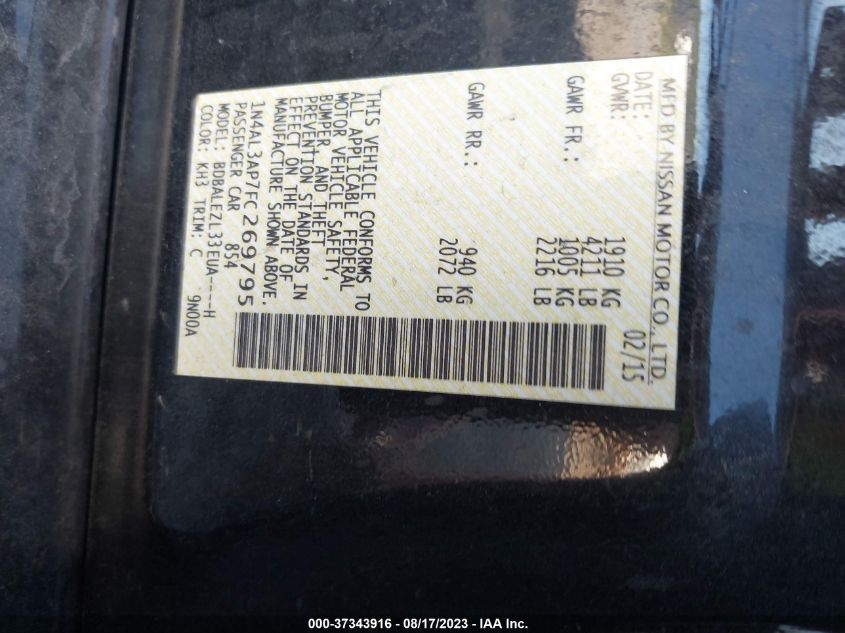 MFD BY NISSAN MOTOR CO., LTD.
DATE: 02/15
GVWR: 1910 KG
4211 LB
GAWR FR.: 1005 KG
2216 LB
GAWR RR.: 940 KG
2072 LB
THIS VEHICLE CONFORMS TO
ALL APPLICABLE FEDERAL
MOTOR VEHICLE SAFETY,
BUMPER, AND THEFT
PREVENTION STANDARDS IN
EFFECT ON THE DATE OF
MANUFACTURE SHOWN ABOVE.
1N4AL3AP7FC269795
PASSENGER CAR 854
MODEL: BDBALEZL33EUA----H
COLOR: KH3 TRIM: C 9N00A
000-37343916 - 08/17/2023 - IAA Inc.